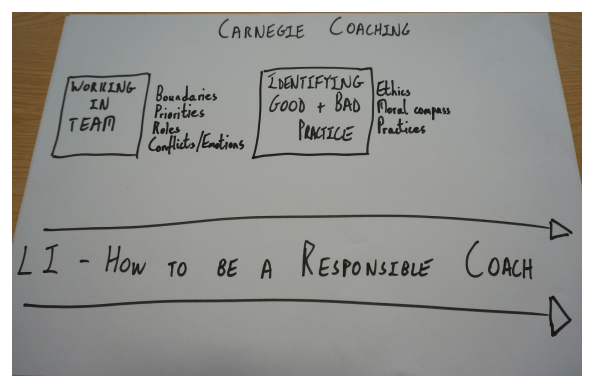 CARNEGIE COACHING
WORKING
IN
TEAM
Boundaries
Priorities
Roles
Conflicts/Emotions
IDENTIFYING
GOOD + BAD
PRACTICE
Ethics
Moral compass
Practices
LI - HOW TO BE A RESPONSIBLE COACH